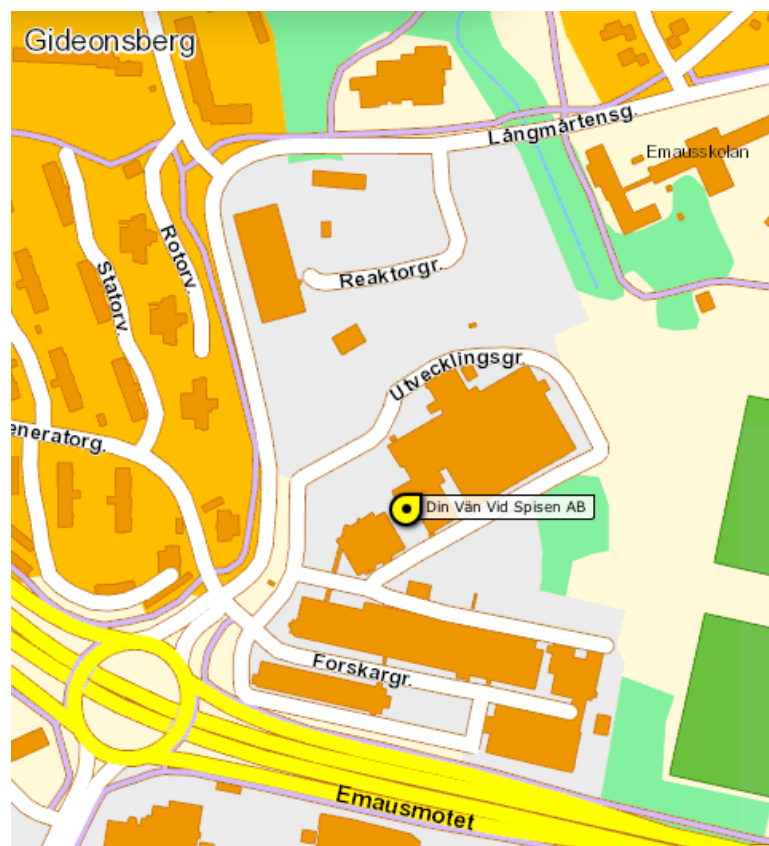 Gideonsberg
Långmårtensg.
Emausskolan
Rotorv.
Statorv.
Reaktorgr.
Utvecklingsgr.
eneratorg.
Din Vän Vid Spisen AB
Forskargr.
Emausmotet